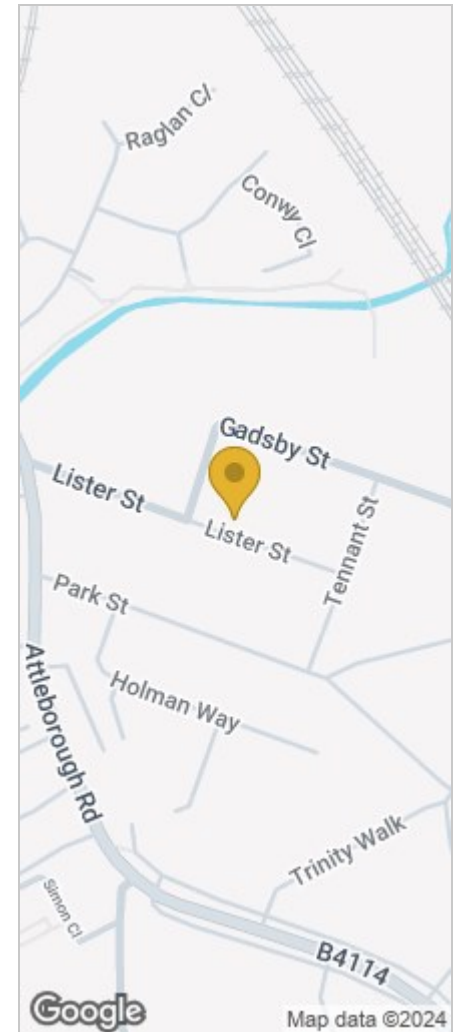 Raglan Cl
Conwy Cl
Gadsby St
Lister St
Lister St
Tennant St
Park St
Holman Way
Attleborough Rd
Trinity Walk
Simon Cl
B4114
Google
Map data ©2024